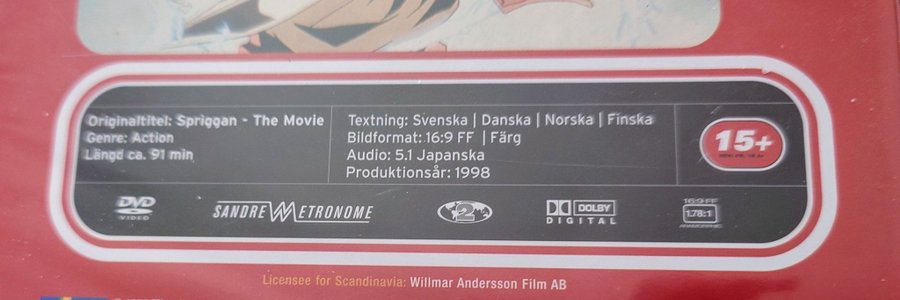 Originaltitel: Spriggan - The Movie
Genre: Action
Längd ca. 91 min
Textning: Svenska | Danska | Norska | Finska
Bildformat: 16:9 FF | Färg
Audio: 5.1 Japanska
Produktionsår: 1998
15+
DVD
VIDEO
SANDREW METRONOME
2
DOLBY
DIGITAL
16:9 FF
1.78:1
ANAMORPHIC
Licensee for Scandinavia: Willmar Andersson Film AB